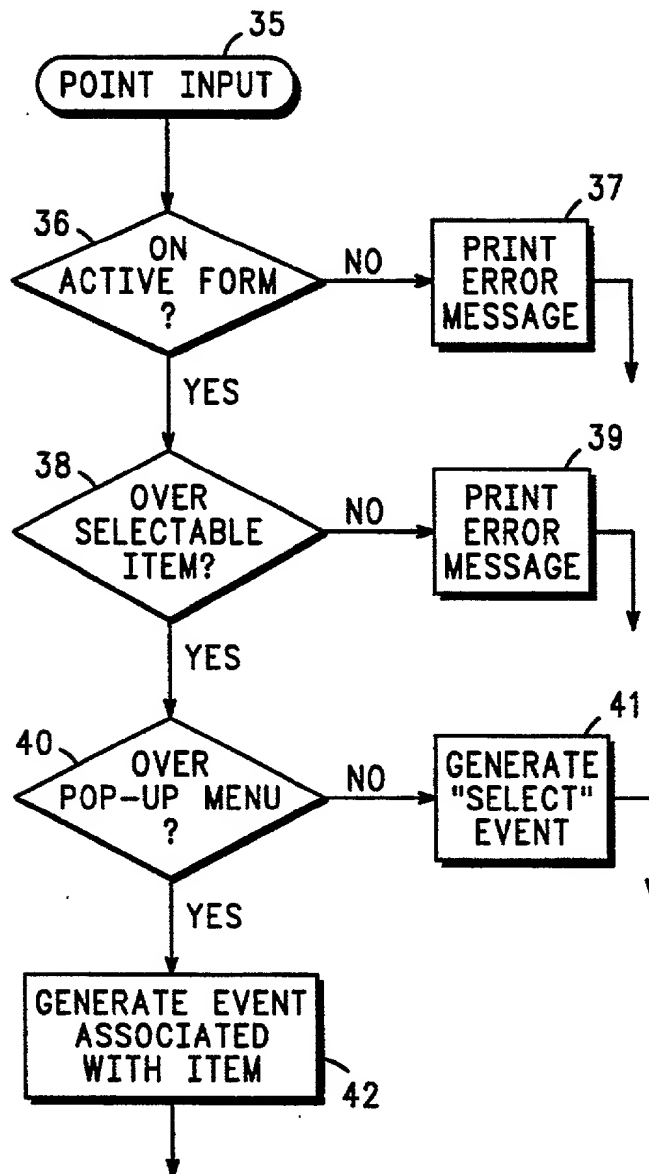 35
POINT INPUT
36
ON
ACTIVE FORM
?
NO
37
PRINT
ERROR
MESSAGE
YES
38
OVER
SELECTABLE
ITEM?
NO
39
PRINT
ERROR
MESSAGE
YES
40
OVER
POP-UP MENU
?
NO
41
GENERATE
"SELECT"
EVENT
YES
GENERATE EVENT
ASSOCIATED
WITH ITEM
42